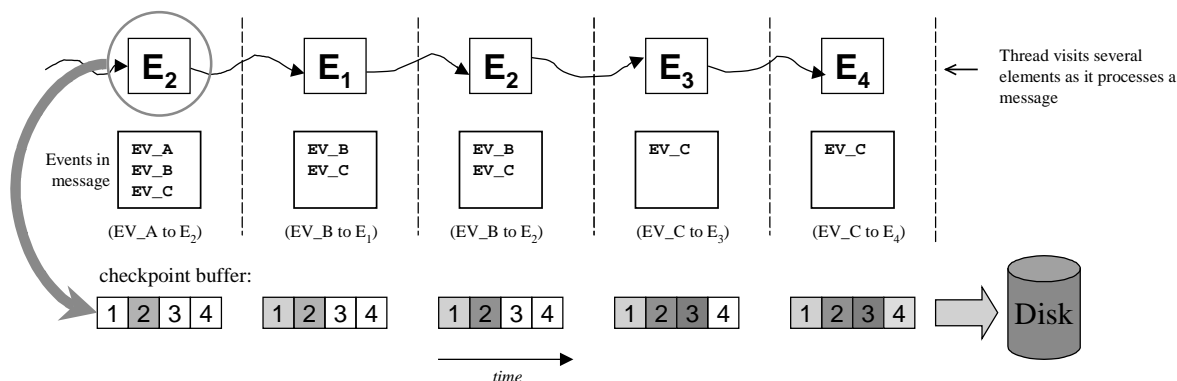 E2 E1 E2 E3 E4
Thread visits several
elements as it processes a
message
Events in
message
EV_A
EV_B
EV_C
EV_B
EV_C
EV_B
EV_C
EV_C
EV_C
(EV_A to E2) (EV_B to E1) (EV_B to E2) (EV_C to E3) (EV_C to E4)
checkpoint buffer:
1 2 3 4 1 2 3 4 1 2 3 4 1 2 3 4 1 2 3 4
Disk
time